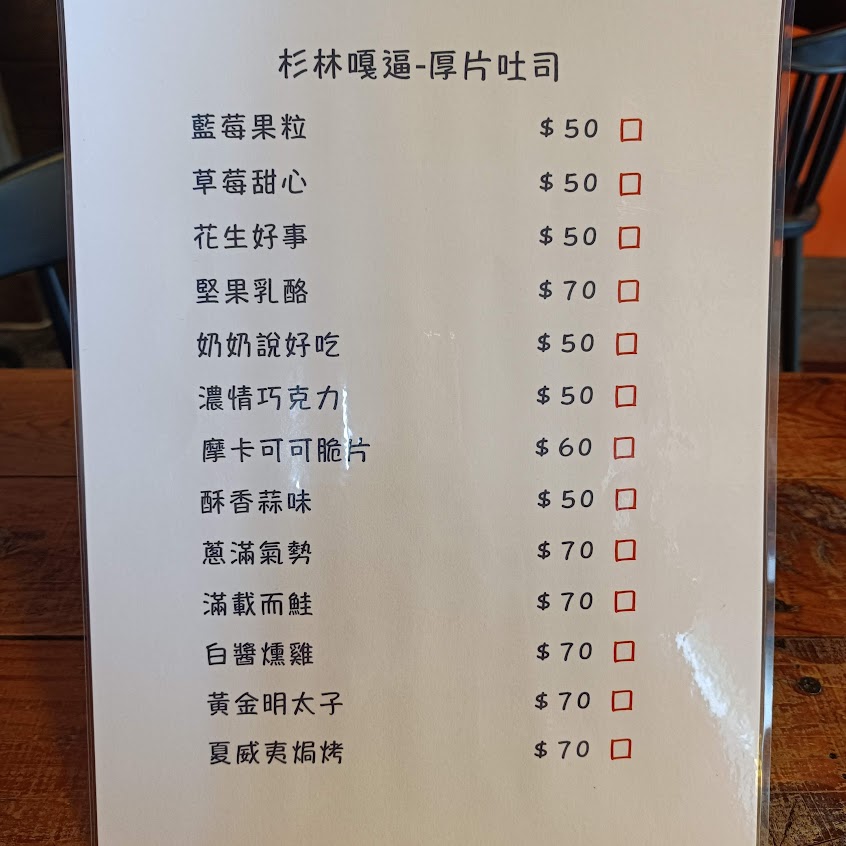 杉林嘎逼-厚片吐司
藍莓果粒 $50 □
草莓甜心 $50 □
花生好事 $50 □
堅果乳酪 $70 □
奶奶說好吃 $50 □
濃情巧克力 $50 □
摩卡可可脆片 $60 □
酥香蒜味 $50 □
蔥滿氣勢 $70 □
滿載而鮭 $70 □
白醬燻雞 $70 □
黃金明太子 $70 □
夏威夷焗烤 $70 □